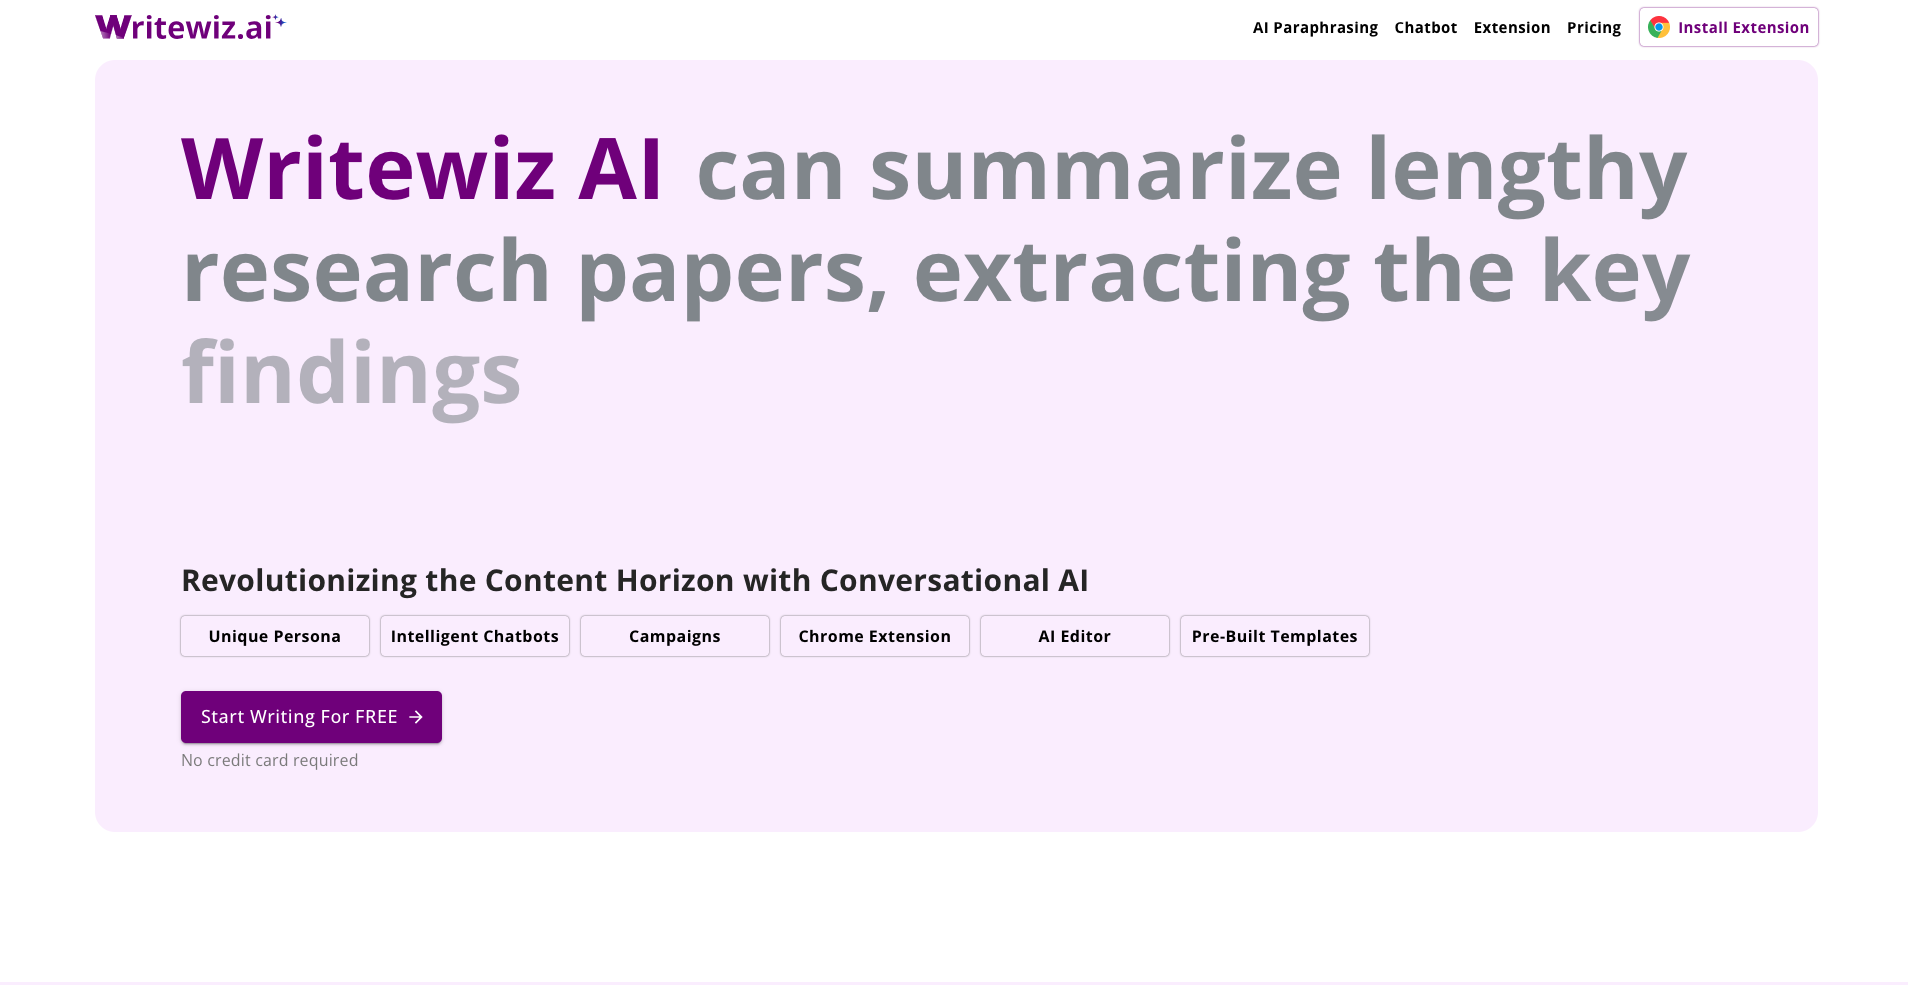 Writewiz.ai
AI Paraphrasing
Chatbot
Extension
Pricing
Install Extension
Writewiz AI can summarize lengthy
research papers, extracting the key
findings
Revolutionizing the Content Horizon with Conversational AI
Unique Persona
Intelligent Chatbots
Campaigns
Chrome Extension
AI Editor
Pre-Built Templates
Start Writing For FREE
No credit card required